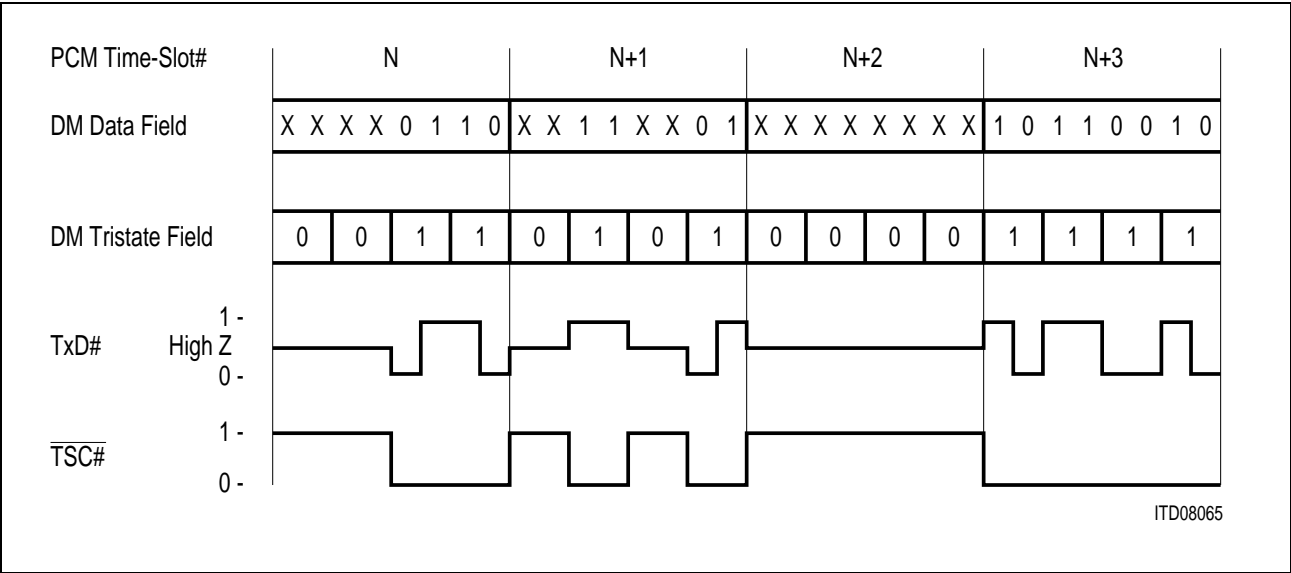 PCM Time-Slot# N N+1 N+2 N+3
DM Data Field X X X X 0 1 1 0 X X 1 1 X X 0 1 X X X X X X X X 1 0 1 1 0 0 1 0
DM Tristate Field 0 0 1 1 0 1 0 1 0 0 0 0 1 1 1 1
1 -
TxD# High Z
0 -
1 -
TSC#
0 -
ITD08065